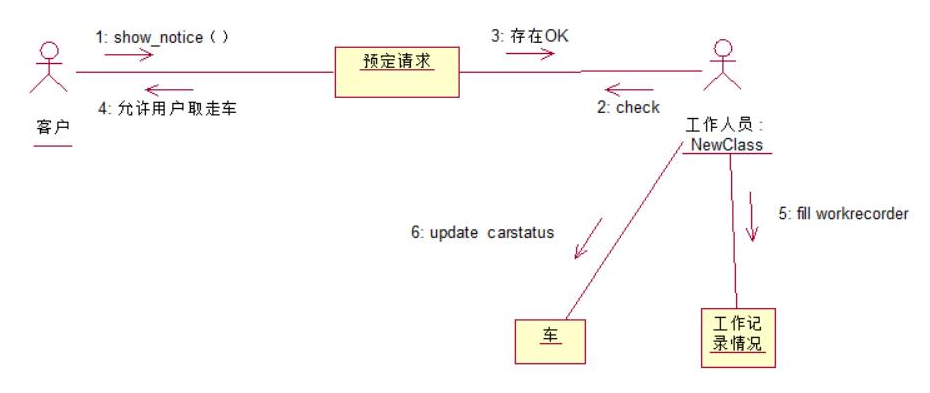 1: show_notice（）
3: 存在OK
预定请求
4: 允许用户取走车
2: check
客户
工作人员：
NewClass
5: fill workrecorder
6: update carstatus
车
工作记
录情况